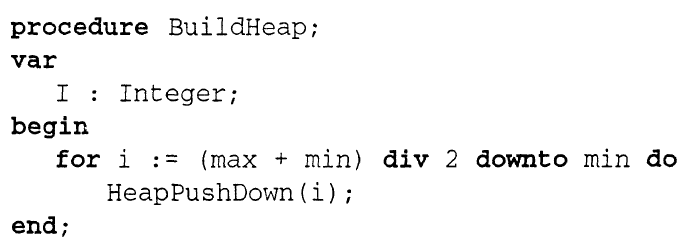 procedure BuildHeap;
var
I : Integer;
begin
for i := (max + min) div 2 downto min do
HeapPushDown(i);
end;